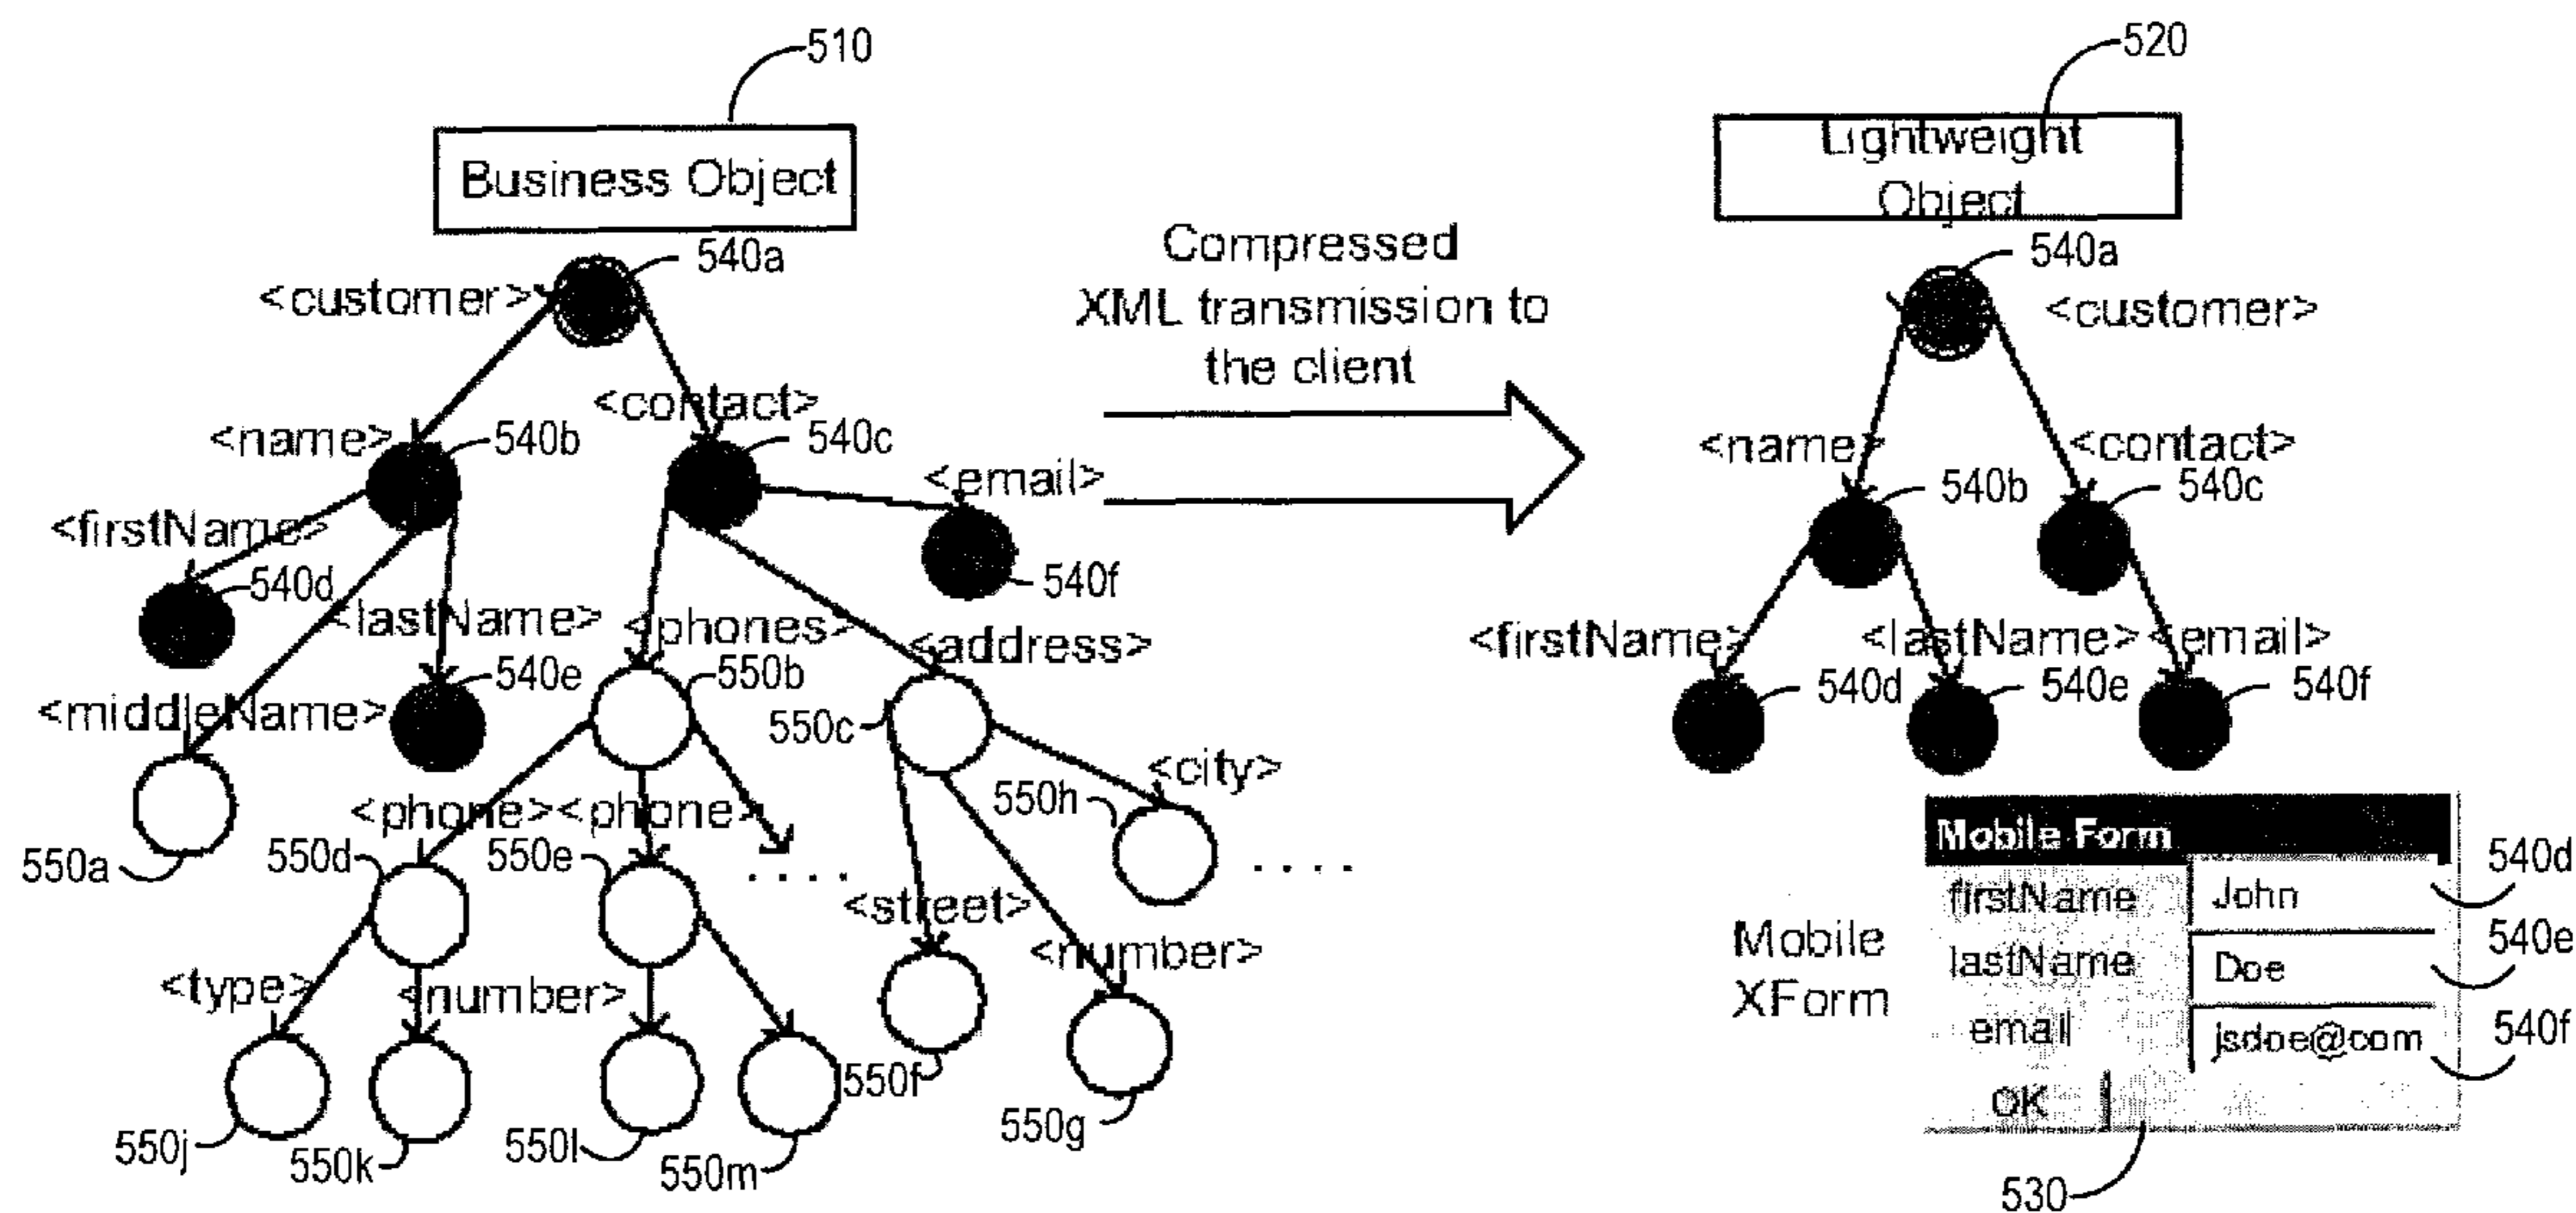 510
520
Business Object
Lightweight
Object
540a
<customer>
Compressed
XML transmission to
the client
540a
<customer>
<name>
540b
<contact>
540c
<email>
540f
<firstName>
540d
<lastName>
540e
<middleName>
550a
<phones>
550b
<address>
550c
<phone>
<phone>
550d
550e
. . . .
<city>
550h
. . . .
<street>
<number>
<type>
<number>
550j
550k
550l
550m
550f
550g
<name>
540b
<contact>
540c
<firstName>
<lastName>
<email>
540d
540e
540f
Mobile
XForm
Mobile Form
firstName
John
540d
lastName
Doe
540e
email
jsdoe@com
540f
OK
530